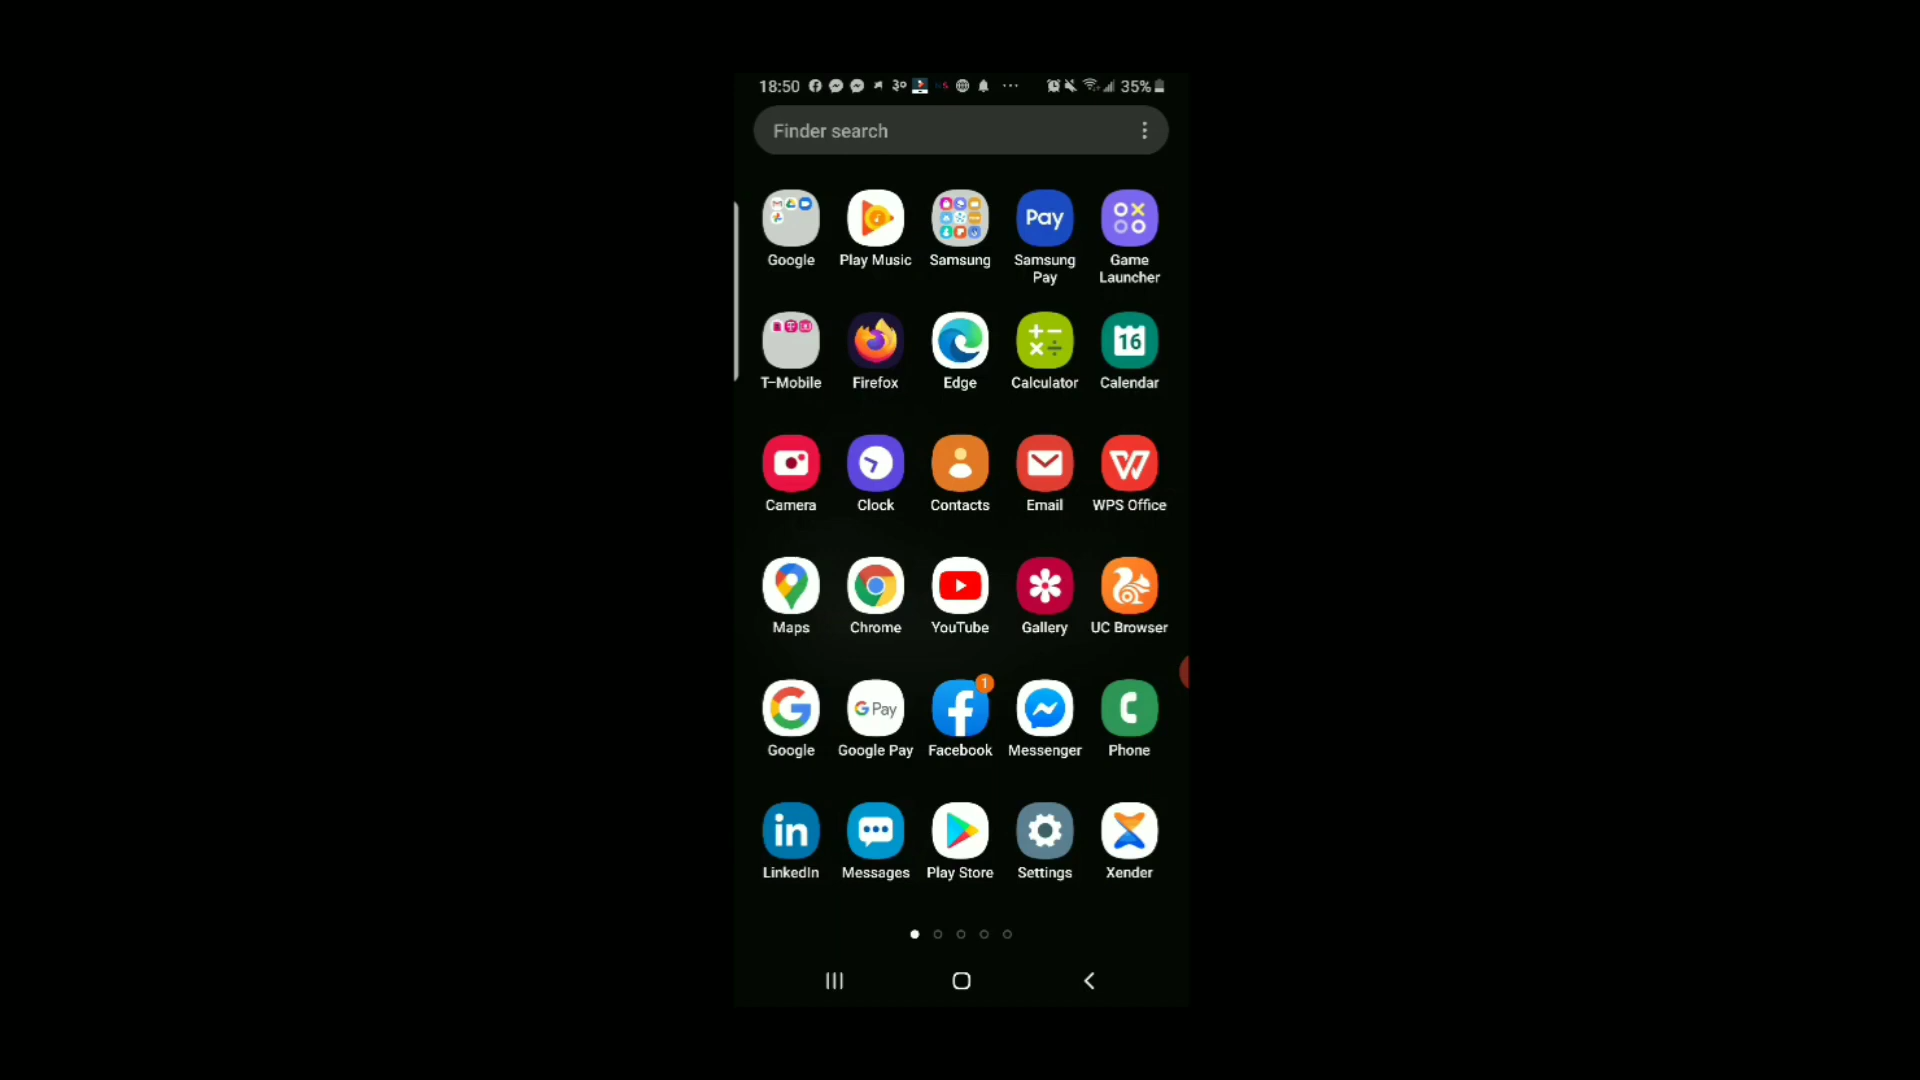 18:50
35%
Finder search
Google
Play Music
Samsung
Pay
Samsung
Pay
Game
Launcher
T-Mobile
Firefox
Edge
Calculator
16
Calendar
Camera
Clock
Contacts
Email
WPS Office
Maps
Chrome
YouTube
Gallery
UC Browser
Google
G Pay
Google Pay
1
Facebook
Messenger
Phone
in
LinkedIn
Messages
Play Store
Settings
Xender